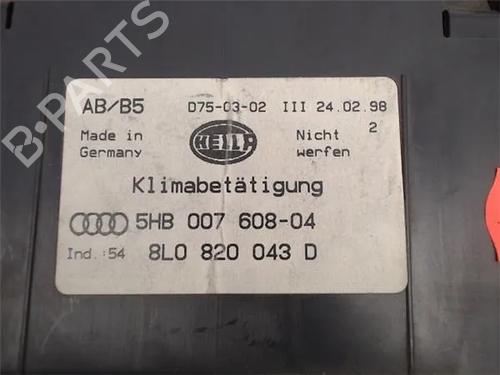 AB/B5 D75-03-02 III 24.02.98
Made in Germany
HELLA
Nicht werfen
2
Klimabetätigung
5HB 007 608-04
Ind.:54 8L0 820 043 D
B-PARTS